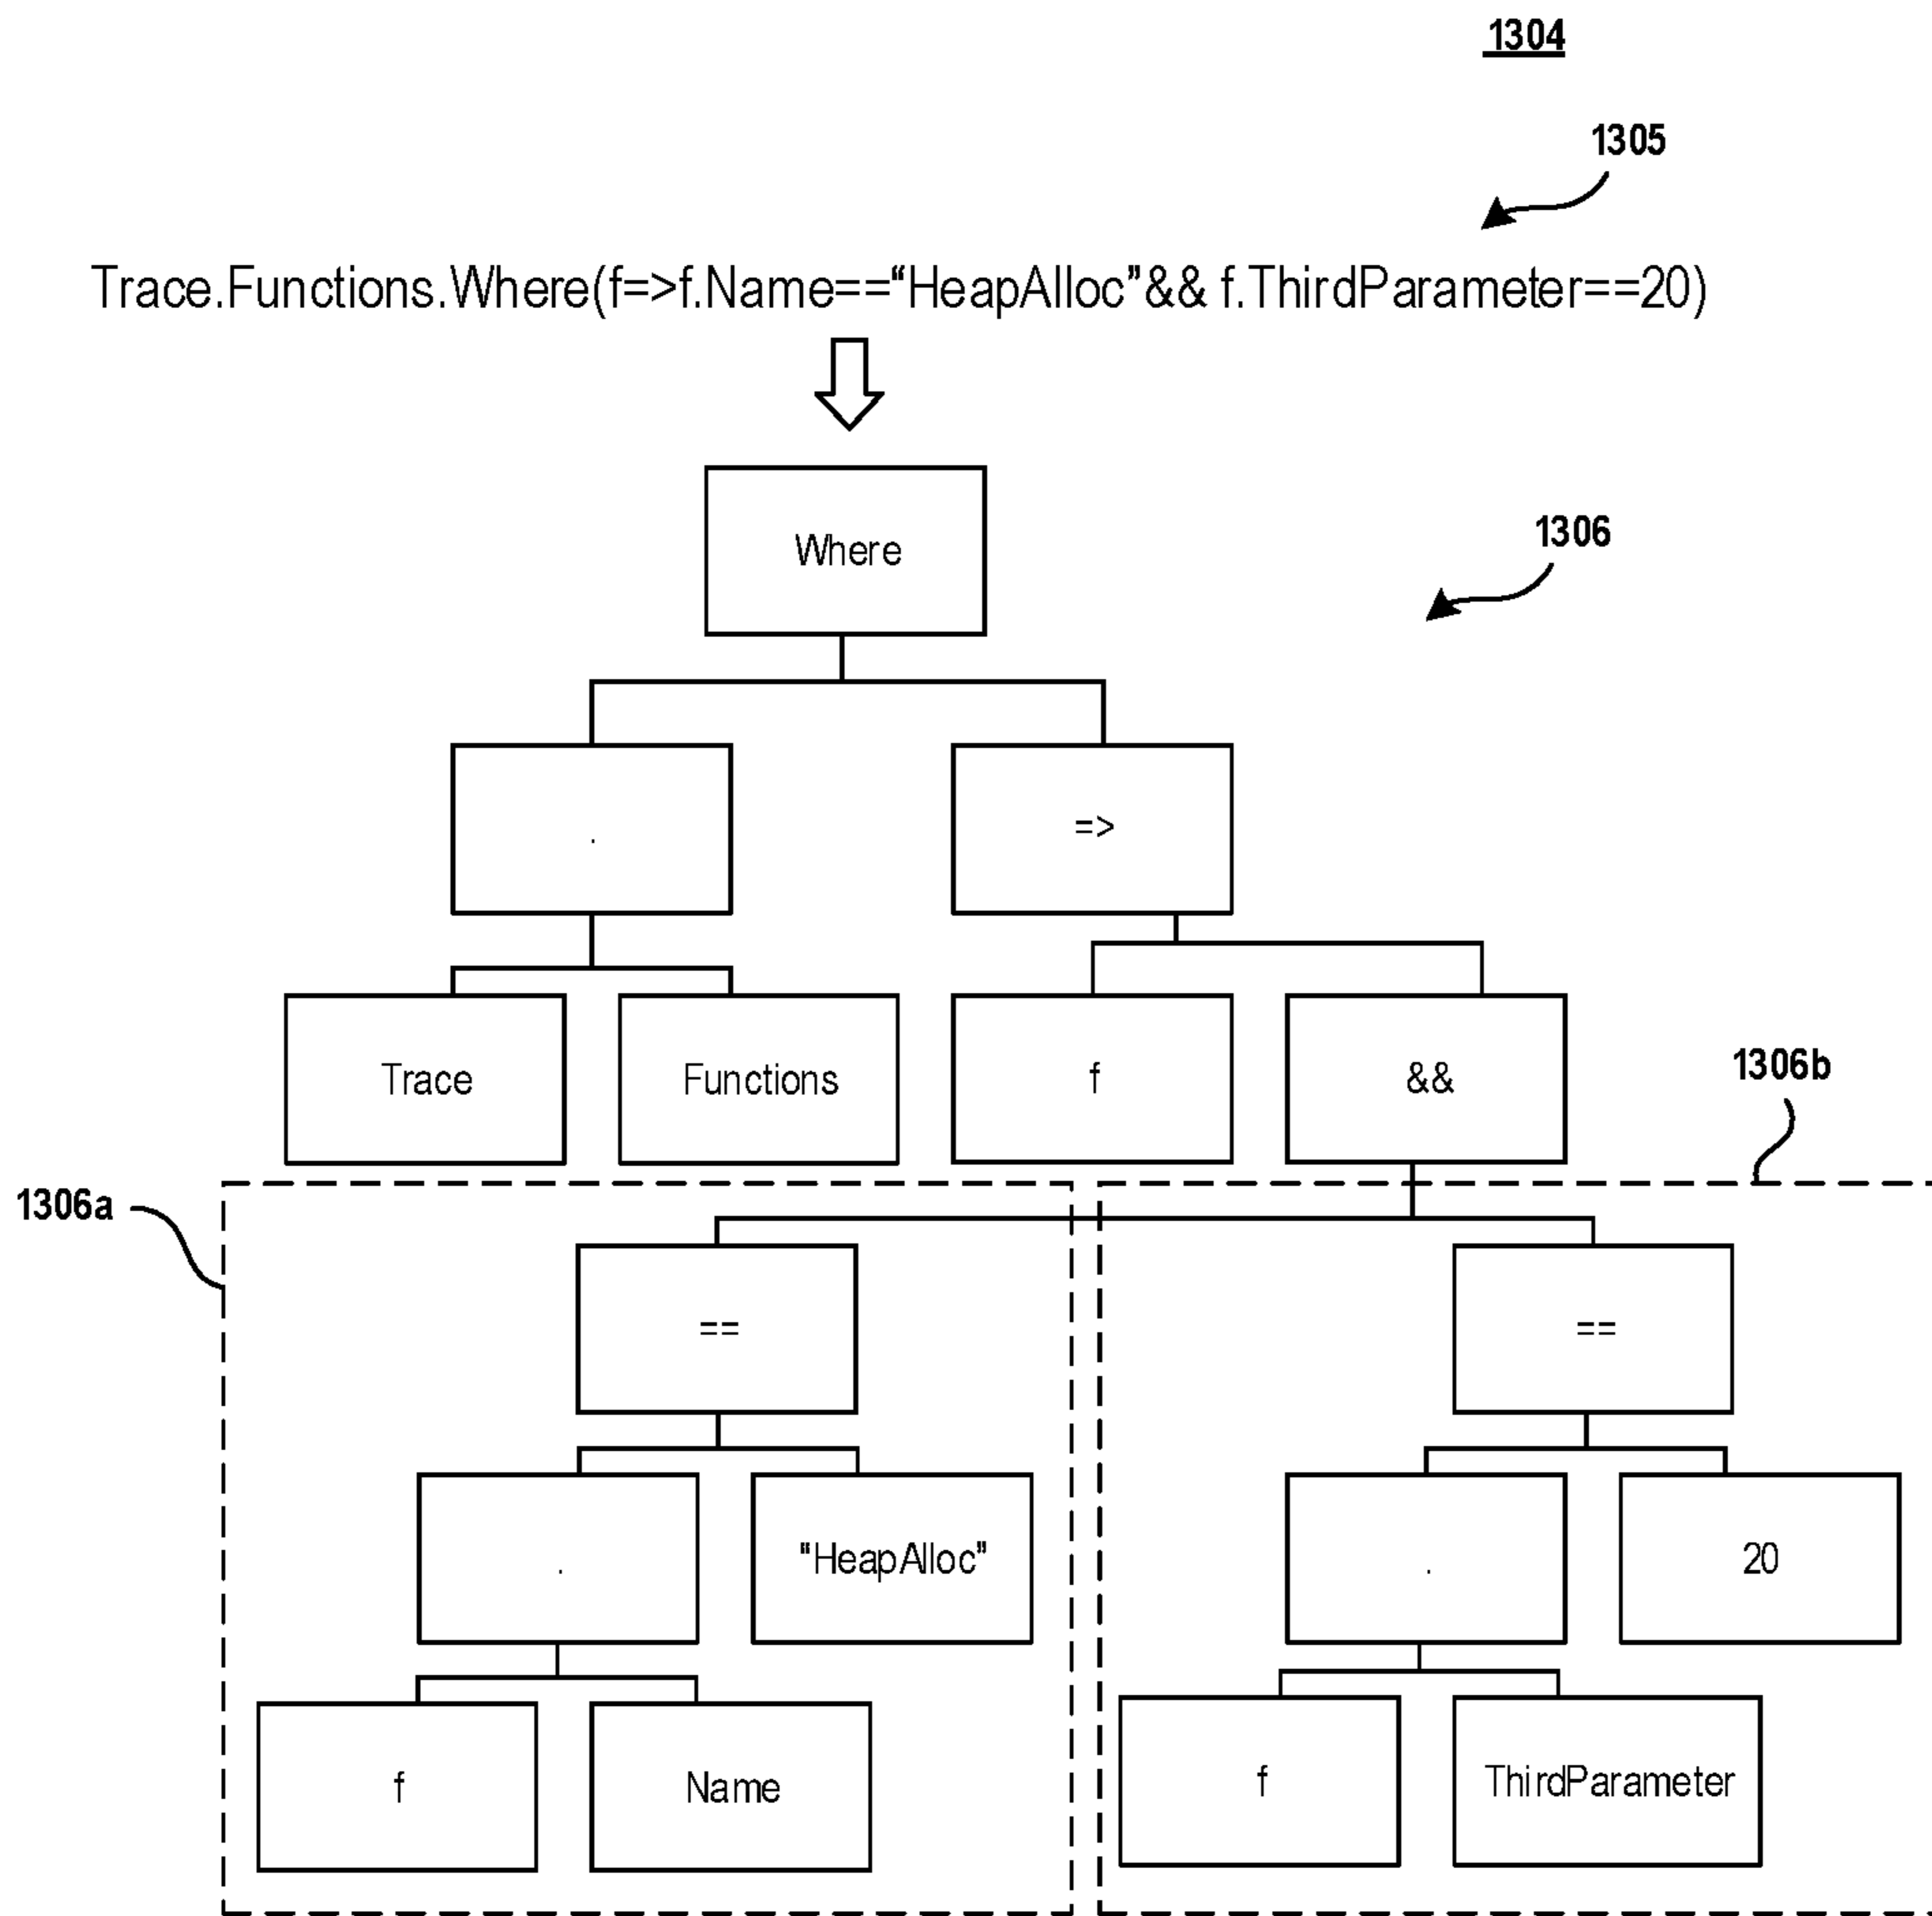 1304
1305
Trace.Functions.Where(f=>f.Name==“HeapAlloc”&& f.ThirdParameter==20)
Where
1306
.
=>
Trace
Functions
f
&&
1306b
1306a
==
==
.
"HeapAlloc"
.
20
f
Name
f
ThirdParameter